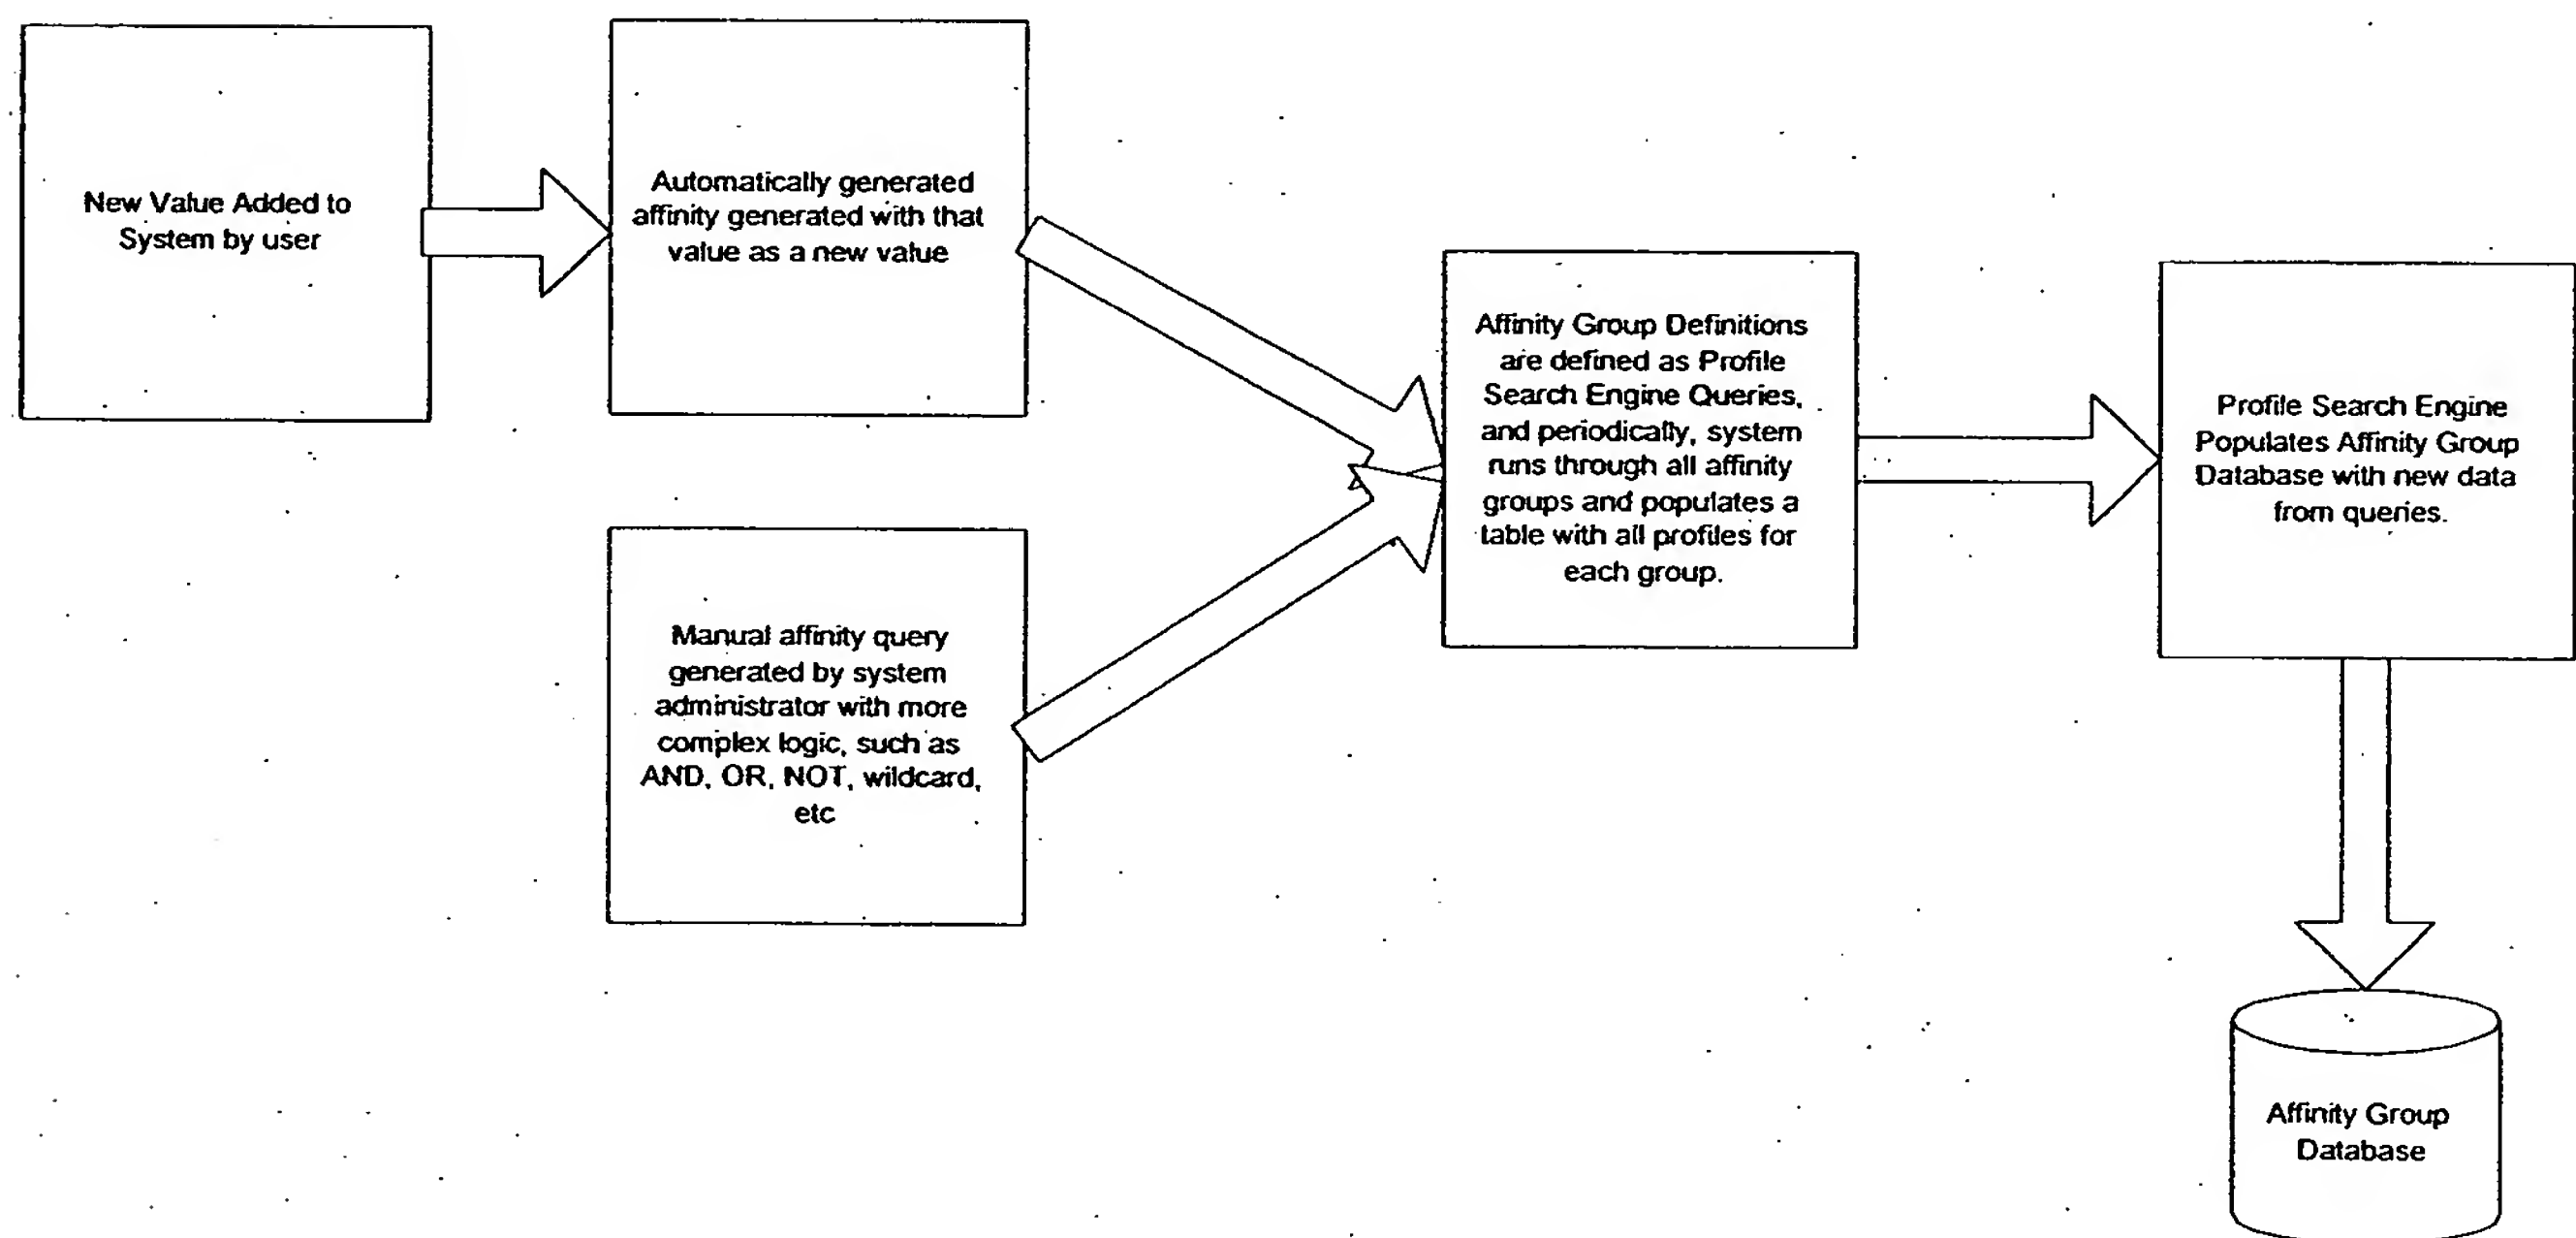 New Value Added to
System by user
Automatically generated
affinity generated with that
value as a new value
Manual affinity query
generated by system
administrator with more
complex logic, such as
AND, OR, NOT, wildcard,
etc
Affinity Group Definitions
are defined as Profile
Search Engine Queries,
and periodically, system
runs through all affinity
groups and populates a
table with all profiles for
each group.
Profile Search Engine
Populates Affinity Group
Database with new data
from queries.
Affinity Group
Database